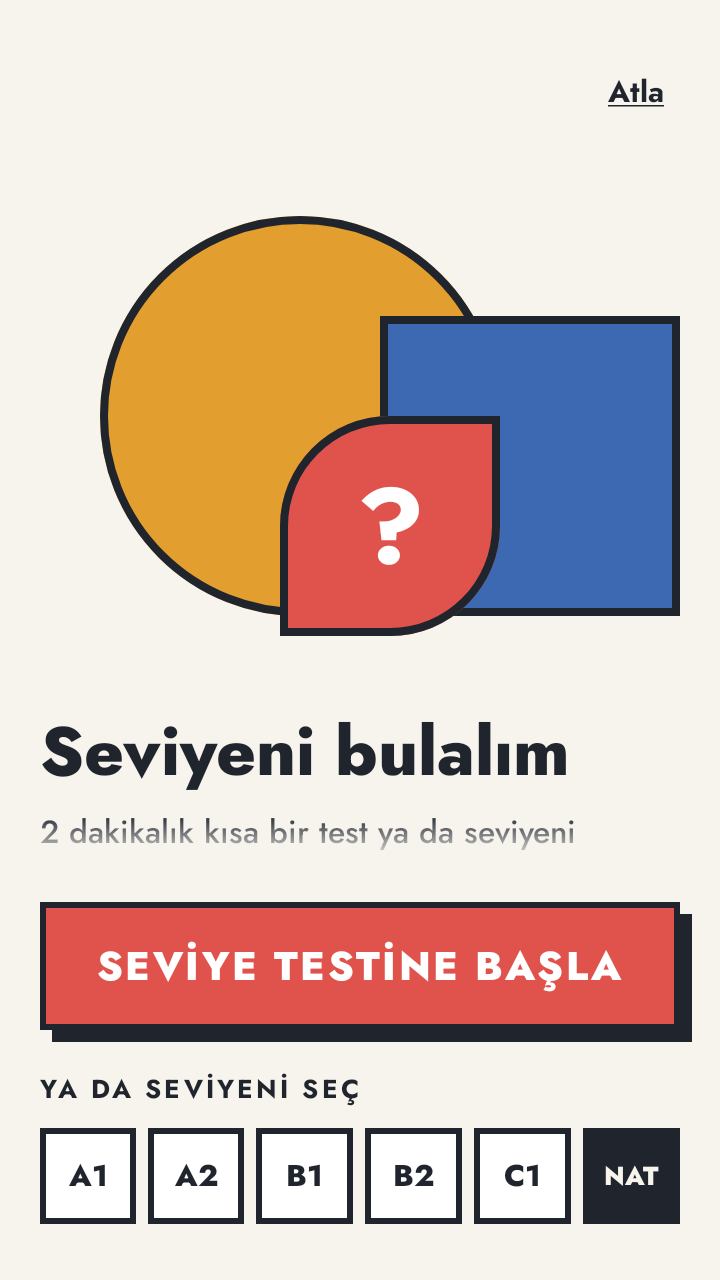 Atla
?
Seviyeni bulalım
2 dakikalık kısa bir test ya da seviyeni
SEVİYE TESTİNE BAŞLA
YA DA SEVİYENİ SEÇ
A1 A2 B1 B2 C1 NAT